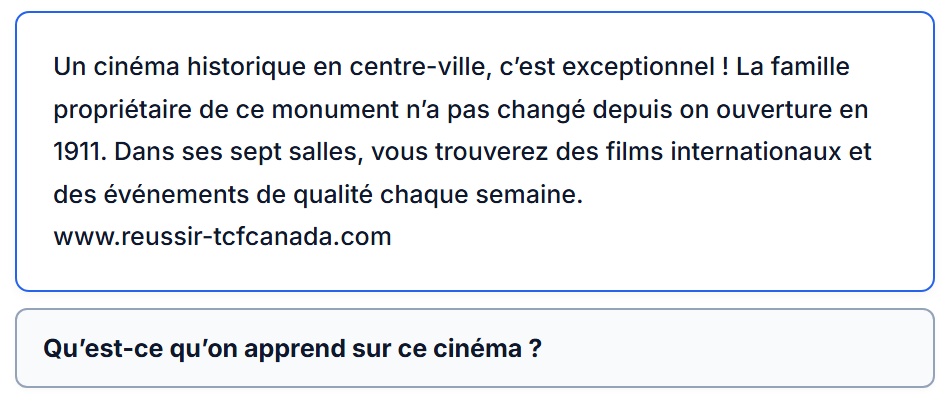 Un cinéma historique en centre-ville, c’est exceptionnel ! La famille
propriétaire de ce monument n’a pas changé depuis on ouverture en
1911. Dans ses sept salles, vous trouverez des films internationaux et
des événements de qualité chaque semaine.
www.reussir-tcfcanada.com
Qu’est-ce qu’on apprend sur ce cinéma ?